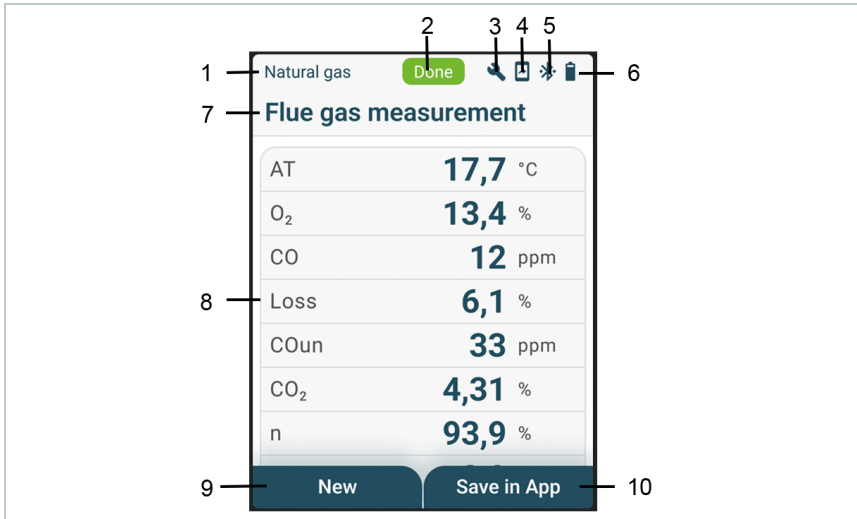 2 3 4 5
1 Natural gas Done 6
7 Flue gas measurement
AT 17,7 °C
O₂ 13,4 %
CO 12 ppm
8 Loss 6,1 %
COun 33 ppm
CO₂ 4,31 %
n 93,9 %
9 New Save in App 10